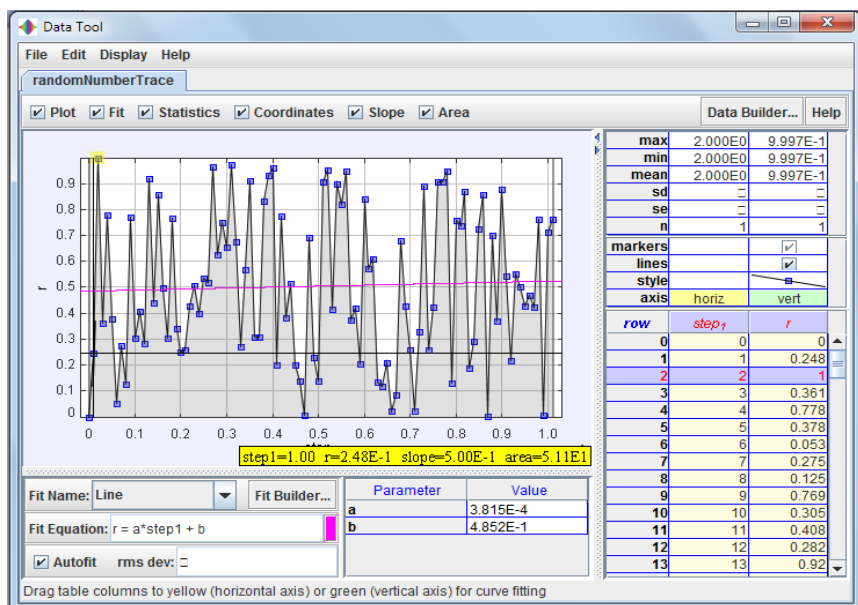 Data Tool
File Edit Display Help
randomNumberTrace
Plot Fit Statistics Coordinates Slope Area Data Builder... Help
r
0.9
0.8
0.7
0.6
0.5
0.4
0.3
0.2
0.1
0
0 0.1 0.2 0.3 0.4 0.5 0.6 0.7 0.8 0.9 1.0
step1=1.00 r=2.48E-1 slope=5.00E-1 area=5.11E1
max 2.000E0 9.997E-1
min 2.000E0 9.997E-1
mean 2.000E0 9.997E-1
sd □ □
se □ □
n 1 1
markers
lines
style
axis horiz vert
row step1 r
0 0 0
1 1 0.248
2 2 1
3 3 0.361
4 4 0.778
5 5 0.378
6 6 0.053
7 7 0.275
8 8 0.125
9 9 0.769
10 10 0.305
11 11 0.408
12 12 0.282
13 13 0.92
Fit Name: Line Fit Builder...
Fit Equation: r = a*step1 + b
Autofit rms dev: □
Parameter Value
a 3.815E-4
b 4.852E-1
Drag table columns to yellow (horizontal axis) or green (vertical axis) for curve fitting